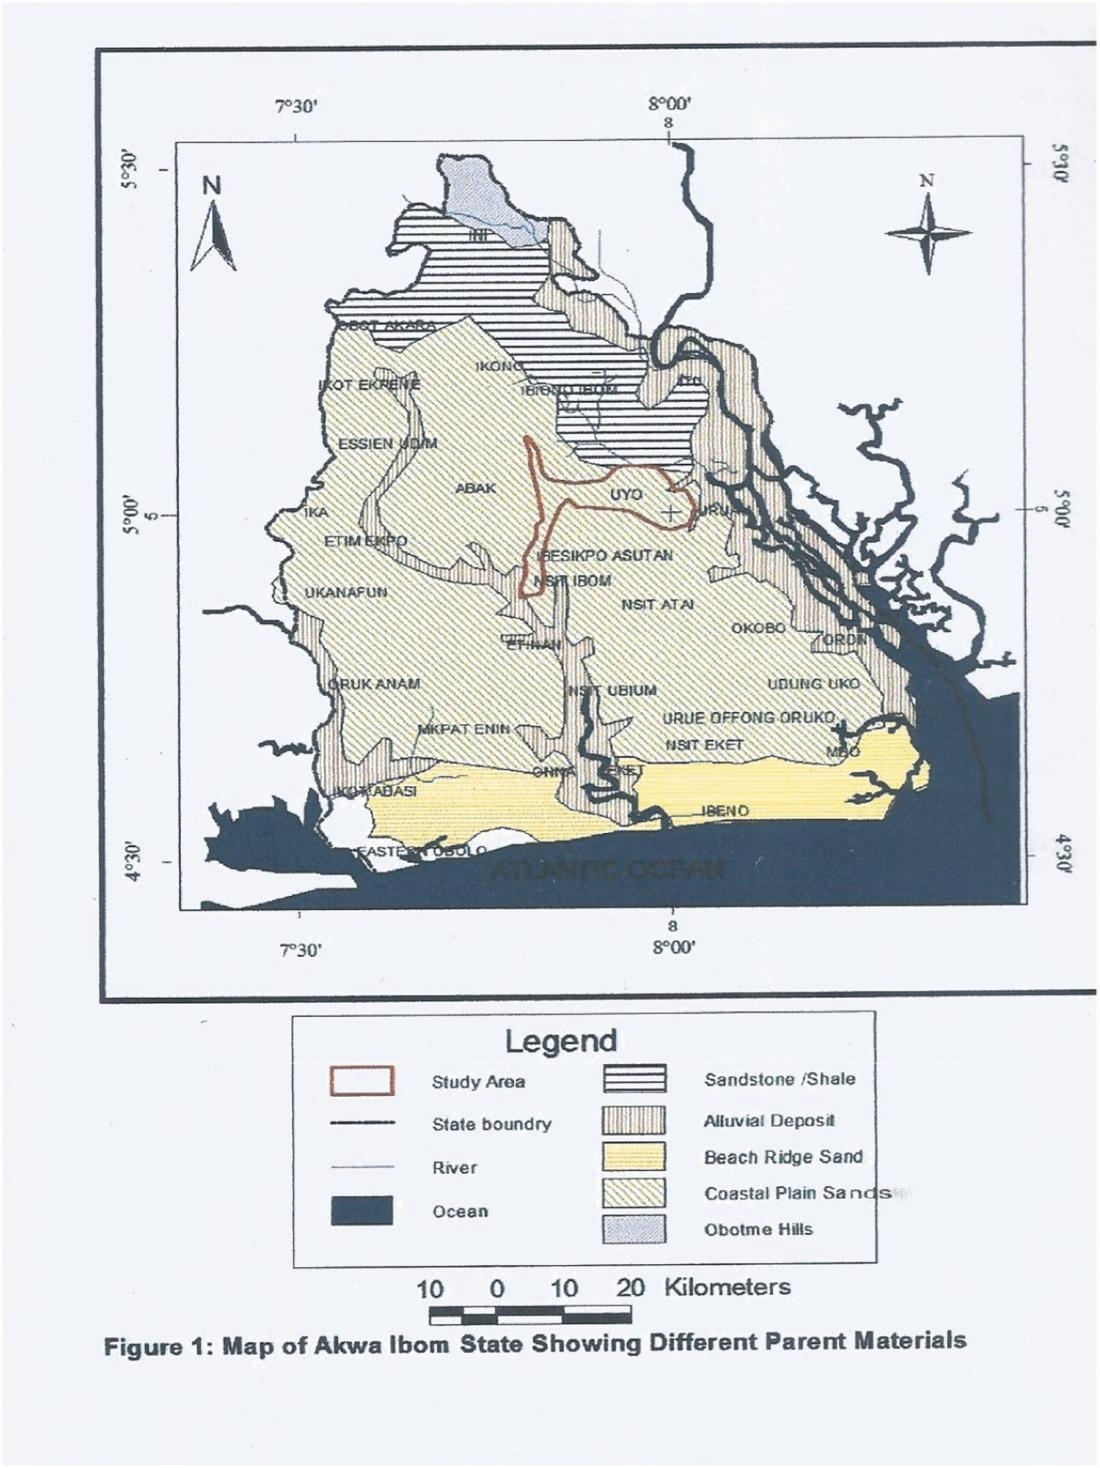 7°30'
8°00'
8
5°30'
5°30'
N
N
INI
OBOT AKARA
IKONO
IKOT EKPENE
IBIONO IBOM
ITU
ESSIEN UDIM
ABAK
UYO
IKA
5°00'
5
URUAN
5
5°00'
ETIM EKPO
IBESIKPO ASUTAN
NSIT IBOM
UKANAFUN
NSIT ATAI
OKOBO
ORON
ETINAN
ORUK ANAM
NSIT UBIUM
UDUNG UKO
URUE OFFONG ORUKO
MKPAT ENIN
NSIT EKET
MBO
ONNA
EKET
IKOT ABASI
IBENO
EASTERN OBOLO
4°30'
ATLANTIC OCEAN
4°30'
8
7°30'
8°00'
Legend
Study Area
Sandstone /Shale
State boundry
Alluvial Deposit
River
Beach Ridge Sand
Ocean
Coastal Plain Sands
Obotme Hills
10 0 10 20 Kilometers
Figure 1: Map of Akwa Ibom State Showing Different Parent Materials